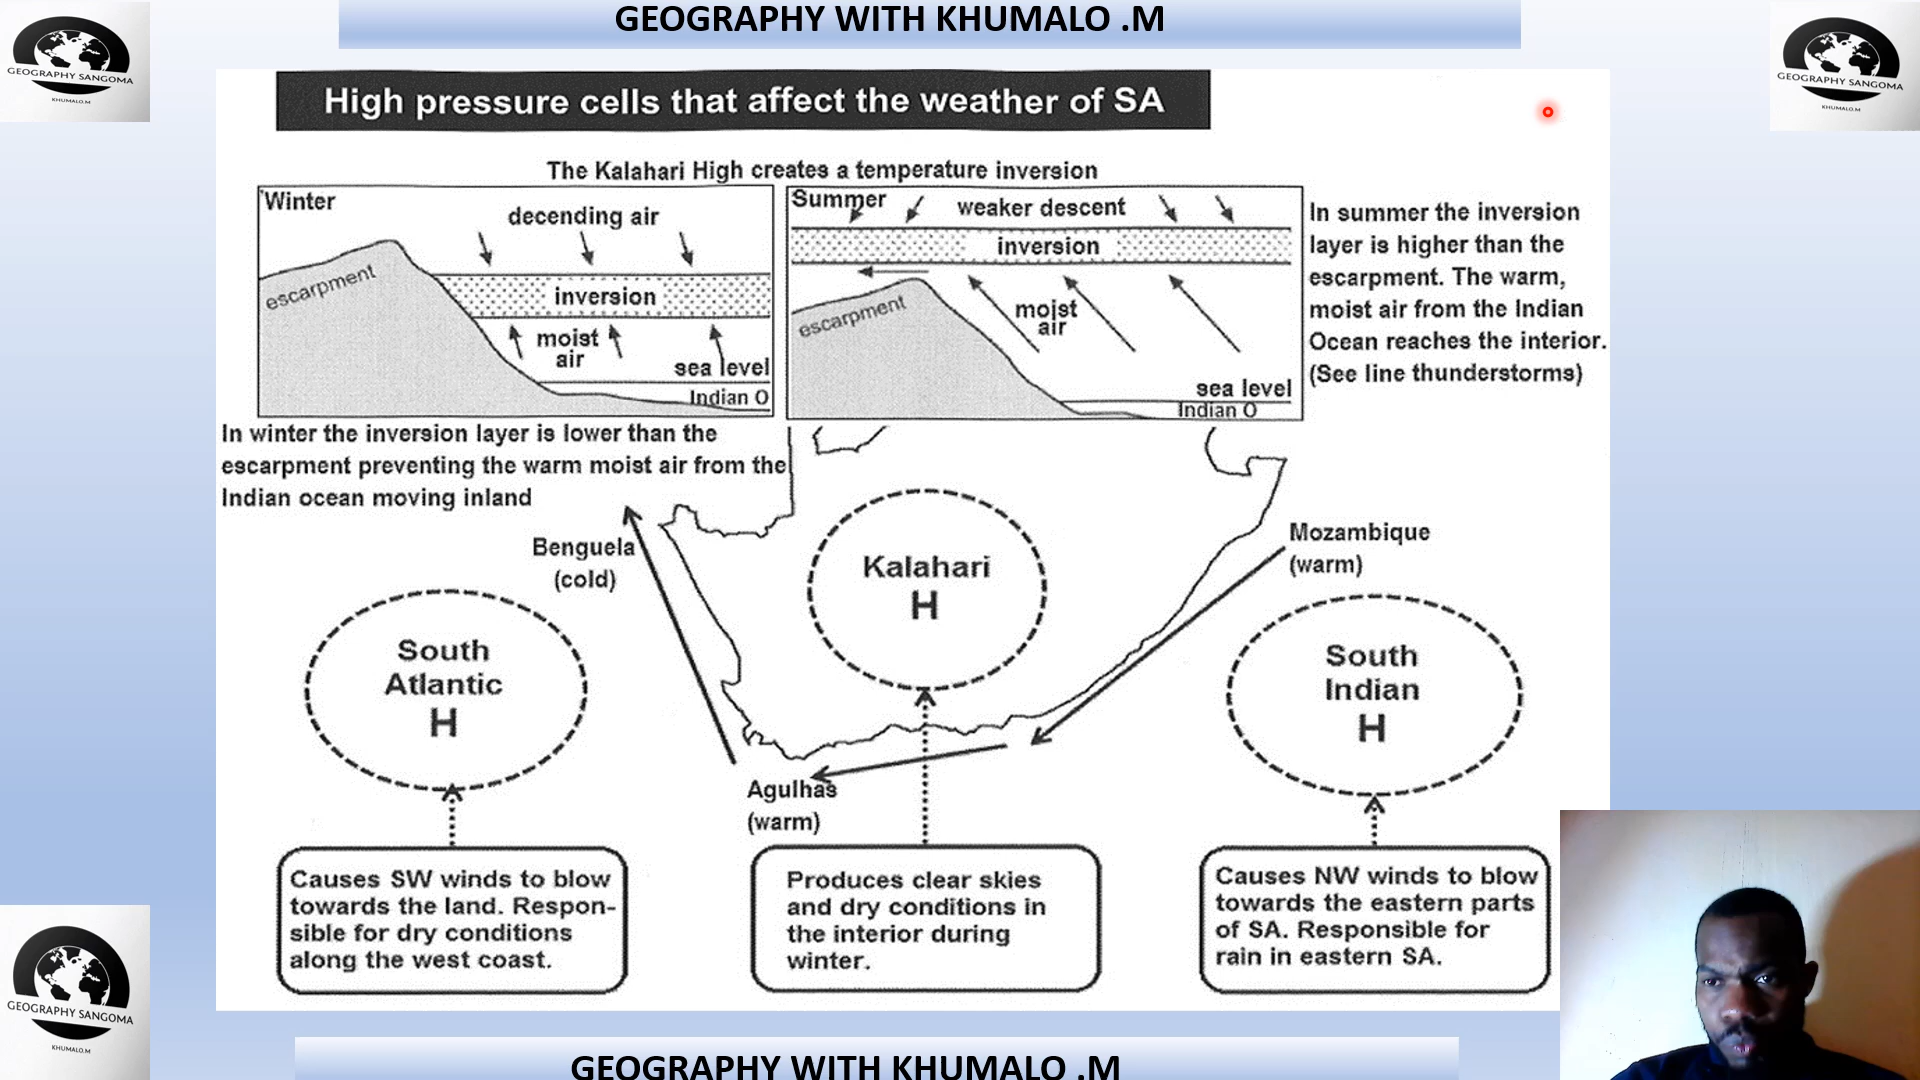 GEOGRAPHY WITH KHUMALO .M
GEOGRAPHY SANGOMA
KHUMALO.M
GEOGRAPHY SANGOMA
KHUMALO.M
High pressure cells that affect the weather of SA
The Kalahari High creates a temperature inversion
Winter
decending air
escarpment
inversion
moist
air
sea level
Indian O
Summer
weaker descent
inversion
escarpment
moist
air
sea level
Indian O
In summer the inversion
layer is higher than the
escarpment. The warm,
moist air from the Indian
Ocean reaches the interior.
(See line thunderstorms)
In winter the inversion layer is lower than the
escarpment preventing the warm moist air from the
Indian ocean moving inland
Benguela
(cold)
Mozambique
(warm)
Kalahari
H
South
Atlantic
H
South
Indian
H
Agulhas
(warm)
Causes SW winds to blow
towards the land. Respon-
sible for dry conditions
along the west coast.
Produces clear skies
and dry conditions in
the interior during
winter.
Causes NW winds to blow
towards the eastern parts
of SA. Responsible for
rain in eastern SA.
GEOGRAPHY SANGOMA
KHUMALO.M
GEOGRAPHY WITH KHUMALO .M